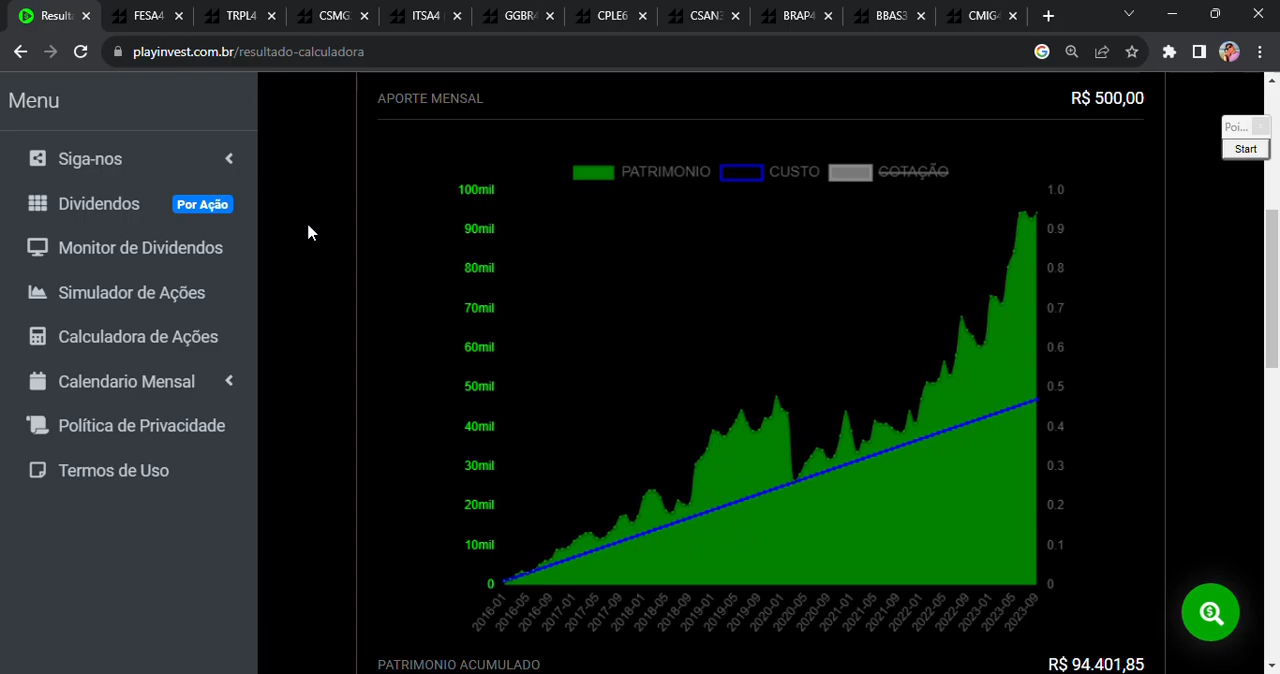 Result
FESA4
TRPL4
CSMG
ITSA4
GGBR4
CPLE6
CSAN3
BRAP4
BBAS3
CMIG4
playinvest.com.br/resultado-calculadora
Menu
Siga-nos
Dividendos Por Ação
Monitor de Dividendos
Simulador de Ações
Calculadora de Ações
Calendario Mensal
Política de Privacidade
Termos de Uso
APORTE MENSAL R$ 500,00
Poi...
Start
PATRIMONIO CUSTO COTAÇÃO
100mil 1.0
90mil 0.9
80mil 0.8
70mil 0.7
60mil 0.6
50mil 0.5
40mil 0.4
30mil 0.3
20mil 0.2
10mil 0.1
0 0
2016-01 2016-05 2016-09 2017-01 2017-05 2017-09 2018-01 2018-05 2018-09 2019-01 2019-05 2019-09 2020-01 2020-05 2020-09 2021-01 2021-05 2021-09 2022-01 2022-05 2022-09 2023-01 2023-05 2023-09
PATRIMONIO ACUMULADO R$ 94.401,85